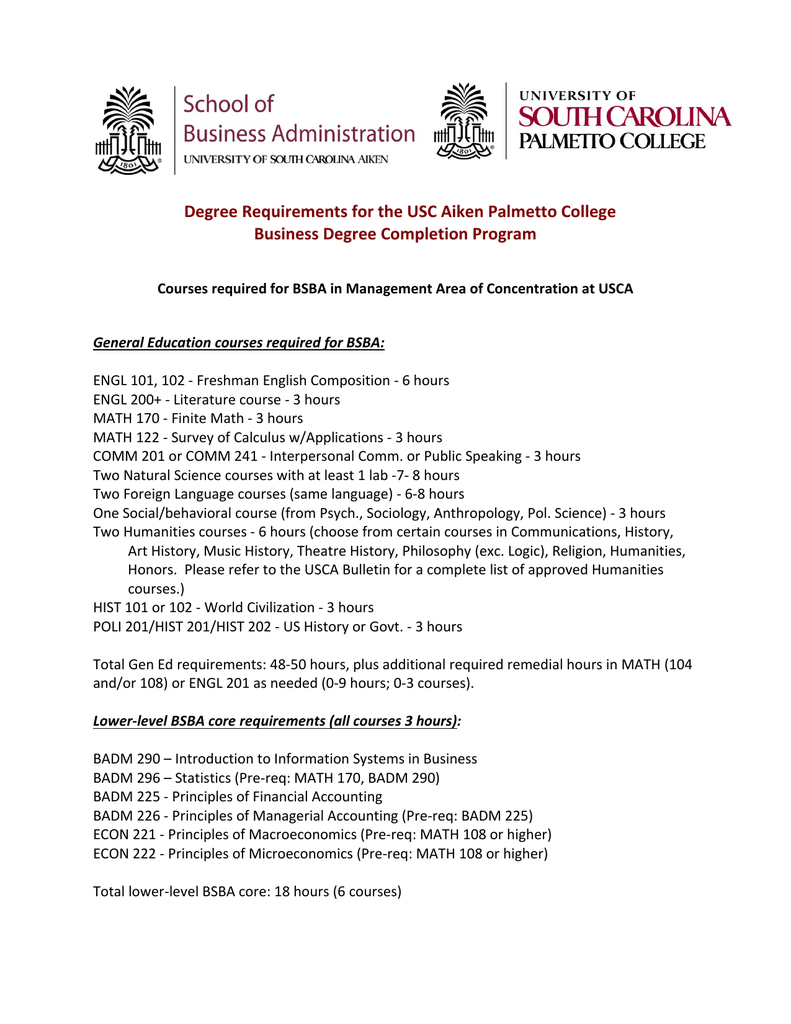 School of
Business Administration
UNIVERSITY OF SOUTH CAROLINA AIKEN
1801
UNIVERSITY OF
SOUTH CAROLINA
PALMETTO COLLEGE
1801
Degree Requirements for the USC Aiken Palmetto College
Business Degree Completion Program
Courses required for BSBA in Management Area of Concentration at USCA
General Education courses required for BSBA:
ENGL 101, 102 - Freshman English Composition - 6 hours
ENGL 200+ - Literature course - 3 hours
MATH 170 - Finite Math - 3 hours
MATH 122 - Survey of Calculus w/Applications - 3 hours
COMM 201 or COMM 241 - Interpersonal Comm. or Public Speaking - 3 hours
Two Natural Science courses with at least 1 lab -7- 8 hours
Two Foreign Language courses (same language) - 6-8 hours
One Social/behavioral course (from Psych., Sociology, Anthropology, Pol. Science) - 3 hours
Two Humanities courses - 6 hours (choose from certain courses in Communications, History,
Art History, Music History, Theatre History, Philosophy (exc. Logic), Religion, Humanities,
Honors.  Please refer to the USCA Bulletin for a complete list of approved Humanities
courses.)
HIST 101 or 102 - World Civilization - 3 hours
POLI 201/HIST 201/HIST 202 - US History or Govt. - 3 hours
Total Gen Ed requirements: 48-50 hours, plus additional required remedial hours in MATH (104
and/or 108) or ENGL 201 as needed (0-9 hours; 0-3 courses).
Lower-level BSBA core requirements (all courses 3 hours):
BADM 290 – Introduction to Information Systems in Business
BADM 296 – Statistics (Pre-req: MATH 170, BADM 290)
BADM 225 - Principles of Financial Accounting
BADM 226 - Principles of Managerial Accounting (Pre-req: BADM 225)
ECON 221 - Principles of Macroeconomics (Pre-req: MATH 108 or higher)
ECON 222 - Principles of Microeconomics (Pre-req: MATH 108 or higher)
Total lower-level BSBA core: 18 hours (6 courses)